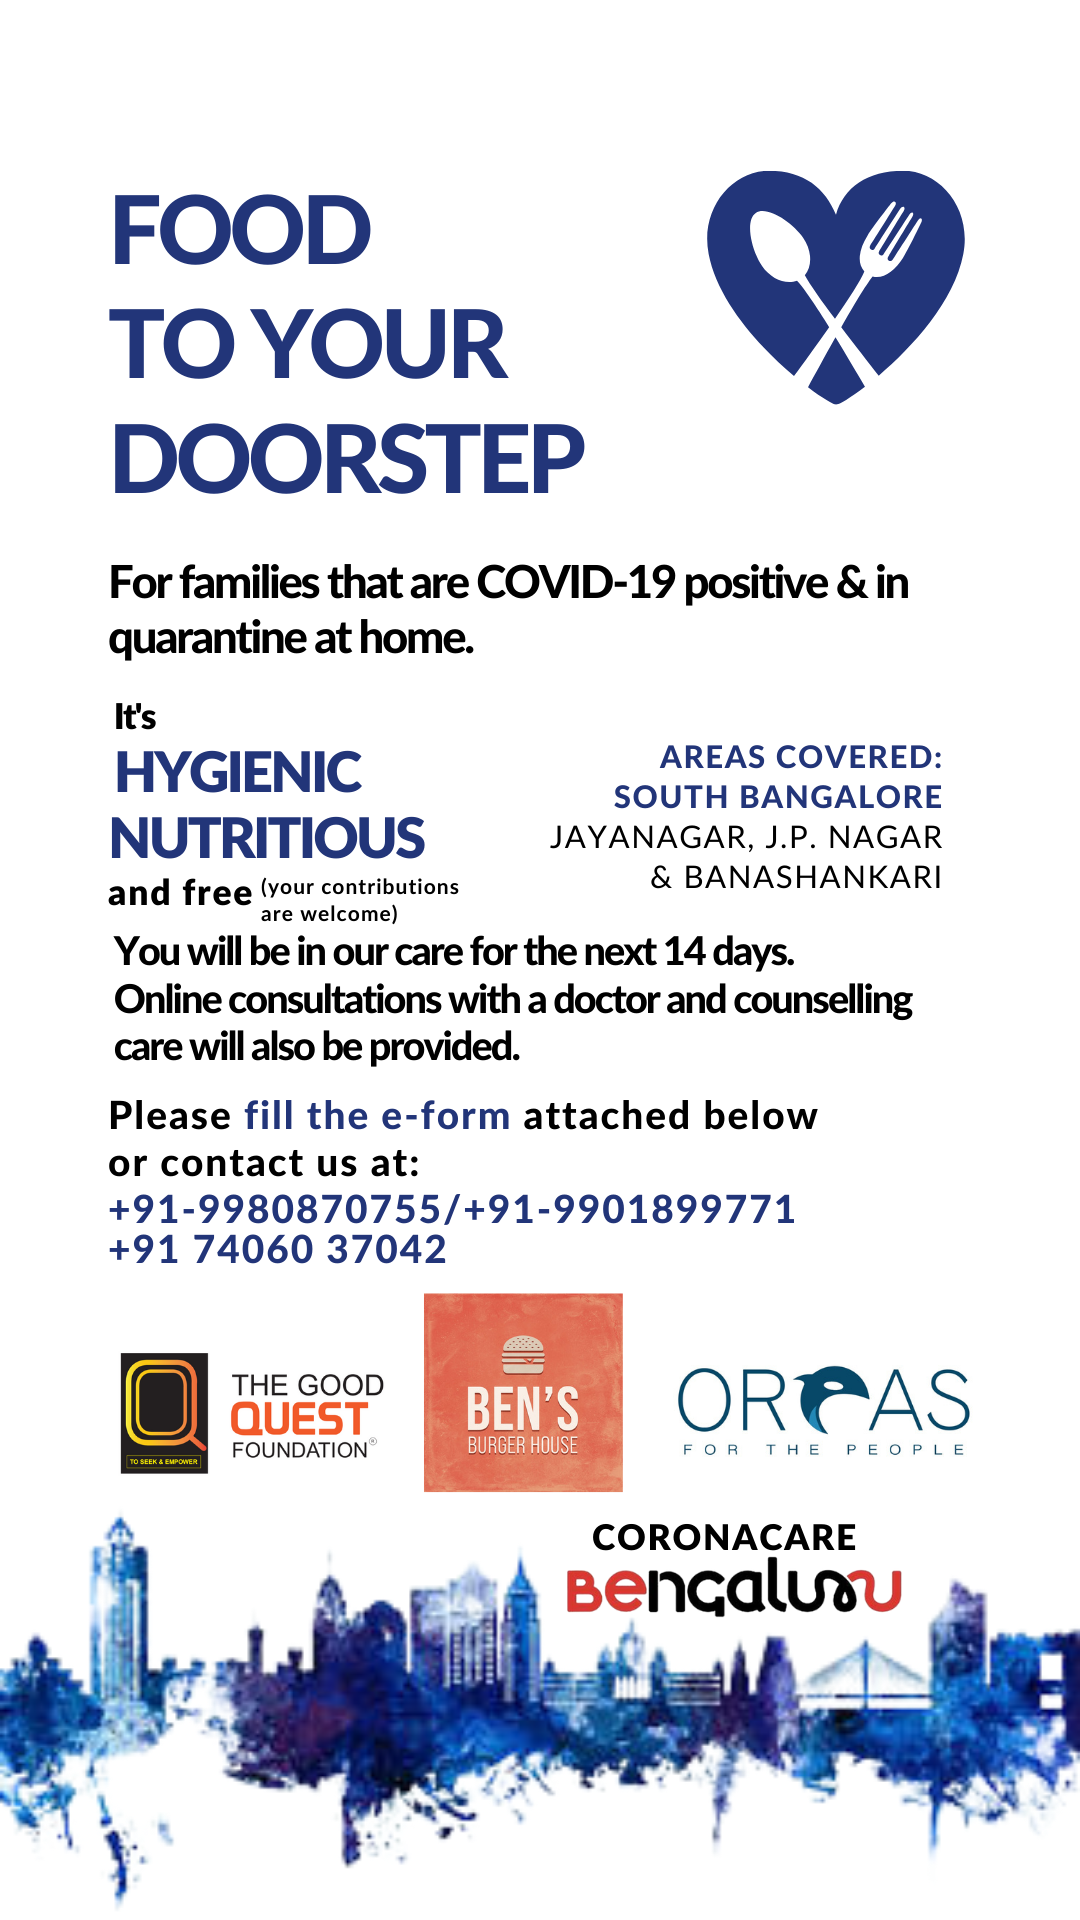 FOOD
TO YOUR
DOORSTEP
For families that are COVID-19 positive & in
quarantine at home.
It's
HYGIENIC
NUTRITIOUS
and free (your contributions
are welcome)
AREAS COVERED:
SOUTH BANGALORE
JAYANAGAR, J.P. NAGAR
& BANASHANKARI
You will be in our care for the next 14 days.
Online consultations with a doctor and counselling
care will also be provided.
Please fill the e-form attached below
or contact us at:
+91-9980870755/+91-9901899771
+91 74060 37042
TO SEEK & EMPOWER
THE GOOD
QUEST
FOUNDATION®
BEN'S
BURGER HOUSE
ORCAS
FOR THE PEOPLE
CORONACARE
Bengaluru